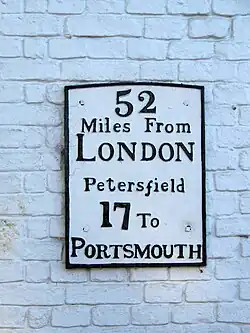 52
Miles From
LONDON
Petersfield
17 To
PORTSMOUTH